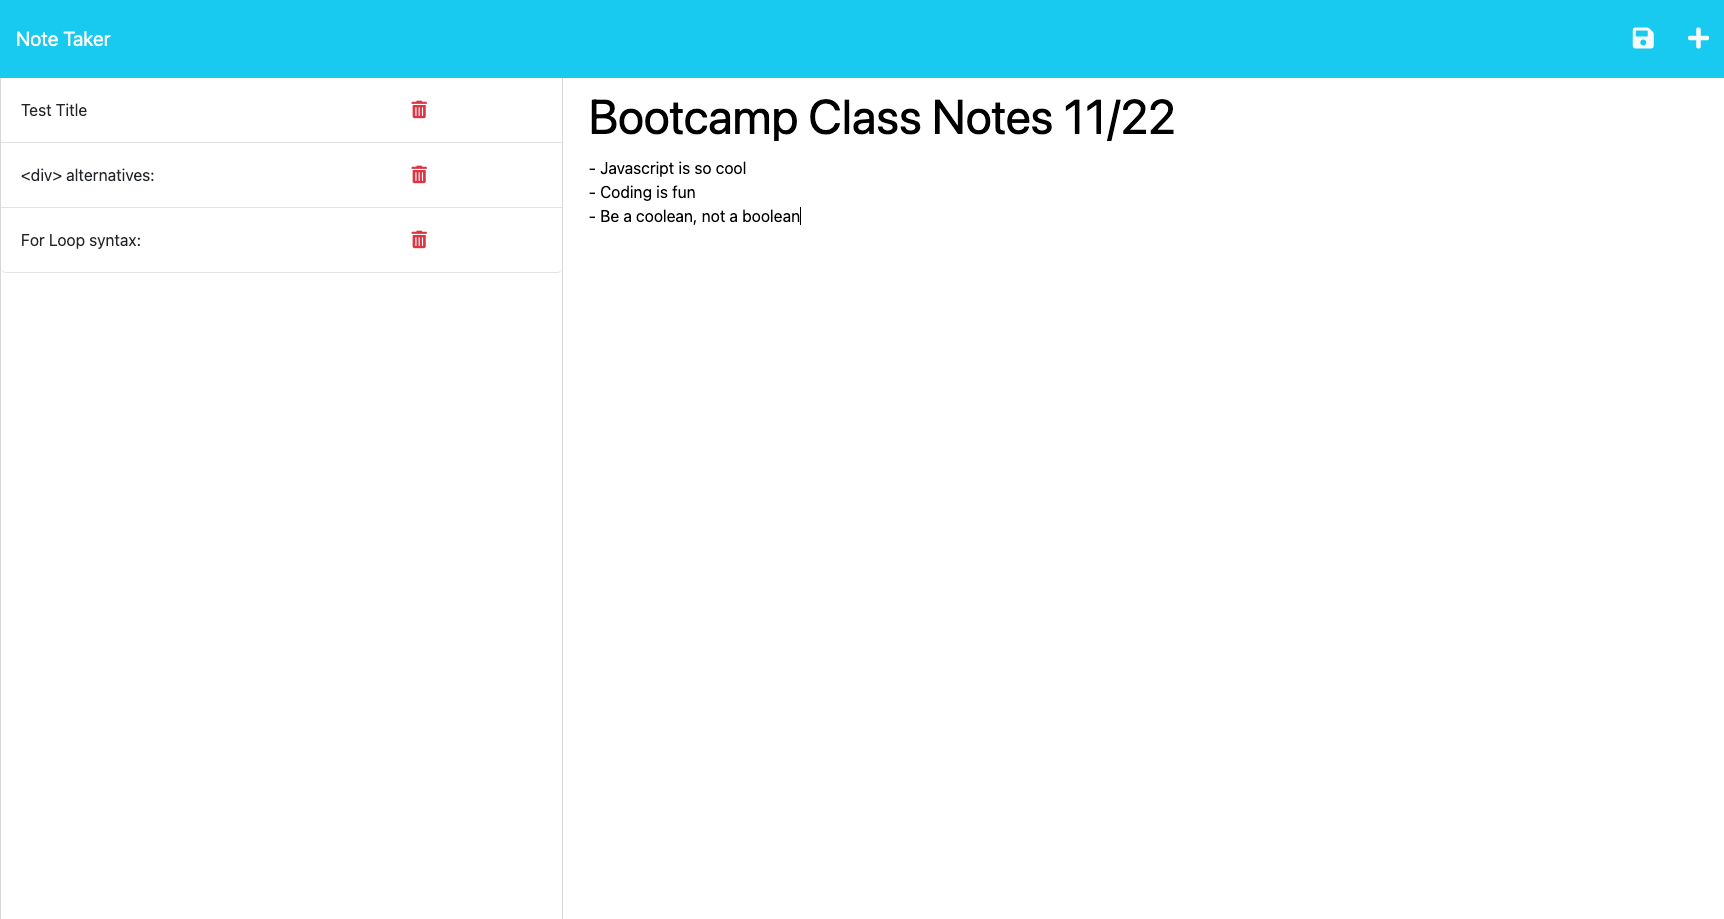 Note Taker
Test Title
<div> alternatives:
For Loop syntax:
Bootcamp Class Notes 11/22
- Javascript is so cool
- Coding is fun
- Be a coolean, not a boolean